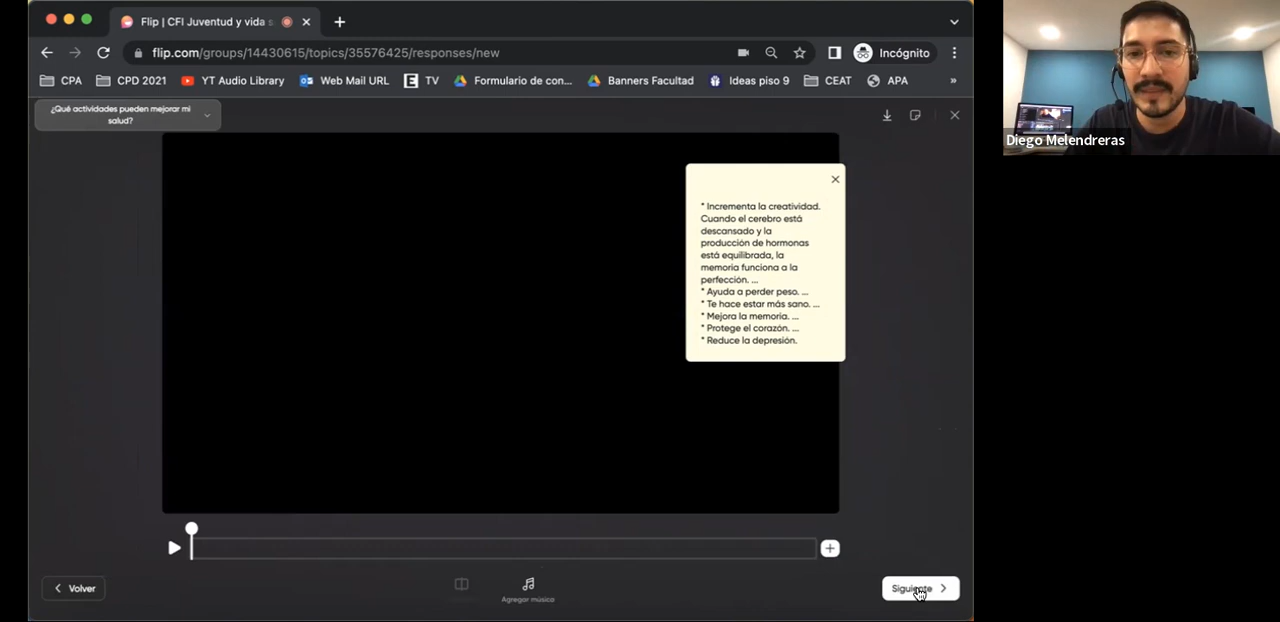 Flip | CFI Juventud y vida s
flip.com/groups/14430615/topics/35576425/responses/new
Incógnito
CPA
CPD 2021
YT Audio Library
Web Mail URL
TV
Formulario de con...
Banners Facultad
Ideas piso 9
CEAT
APA
»
¿Qué actividades pueden mejorar mi
salud?
* Incrementa la creatividad.
Cuando el cerebro está
descansado y la
producción de hormonas
está equilibrada, la
memoria funciona a la
perfección. ...
* Ayuda a perder peso. ...
* Te hace estar más sano. ...
* Mejora la memoria. ...
* Protege el corazón. ...
* Reduce la depresión.
Volver
Agregar música
Siguiente
Diego Melendreras